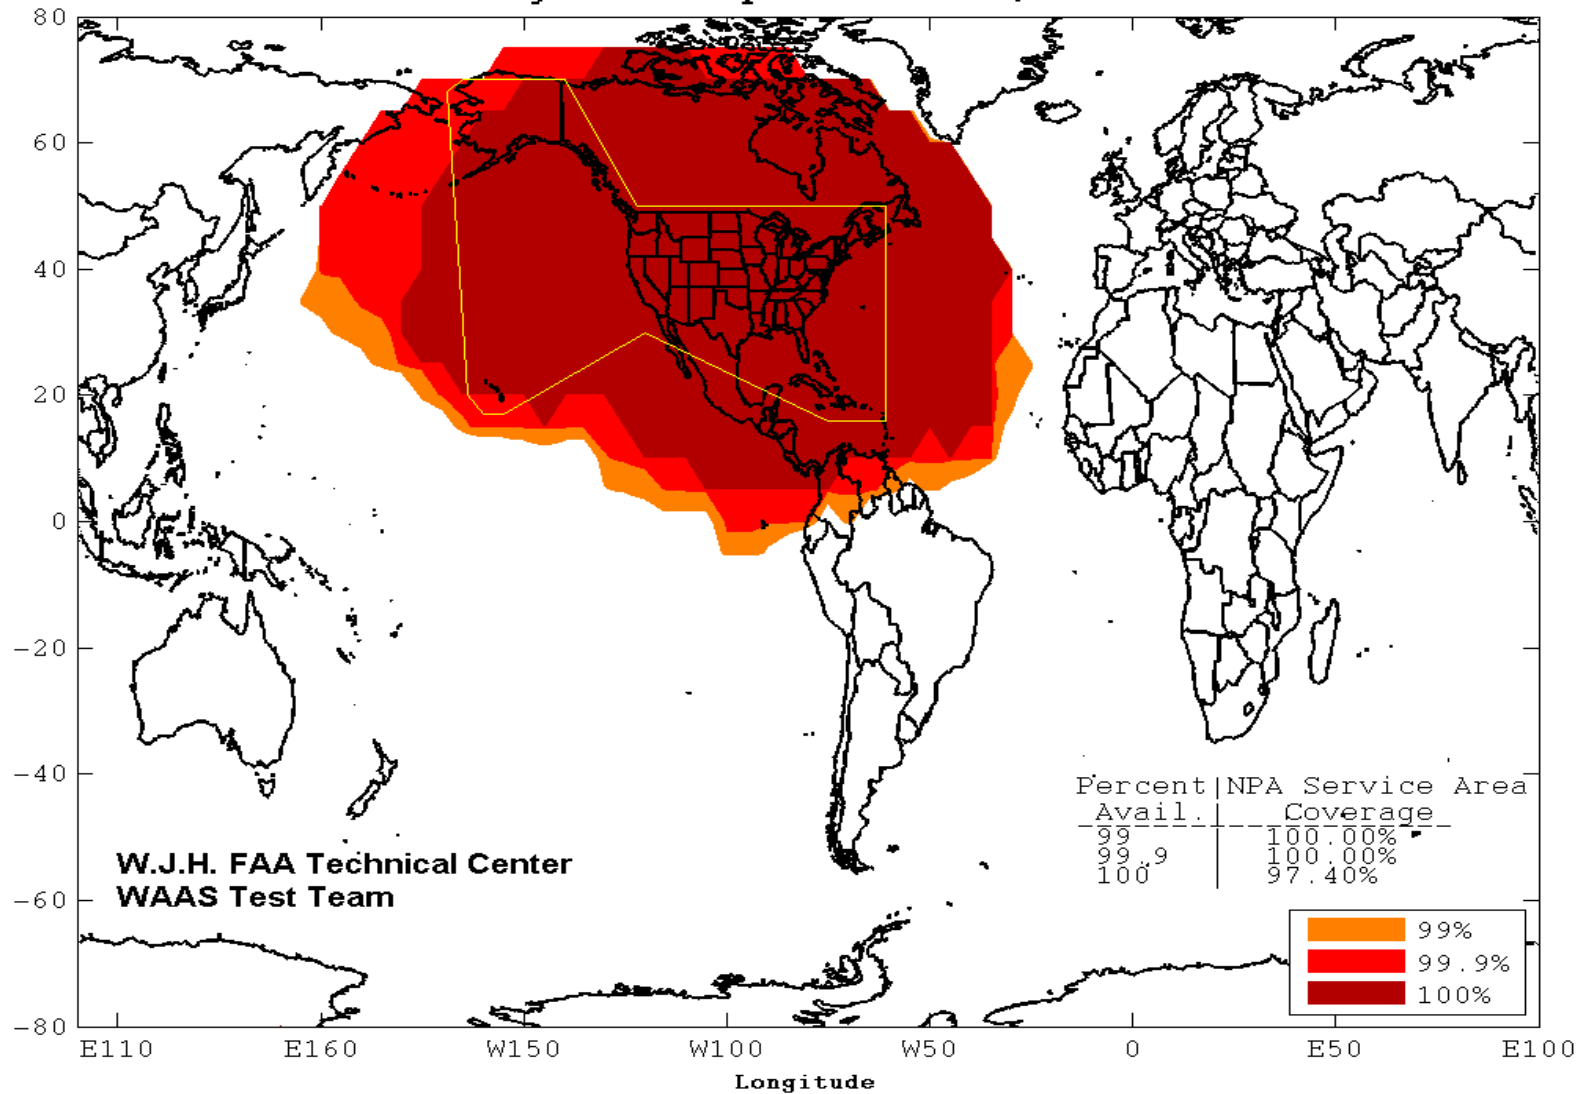 80
60
40
20
0
-20
-40
-60
-80
Percent|NPA Service Area
Avail.| Coverage
99 | 100.00%
99.9 | 100.00%
100 | 97.40%
W.J.H. FAA Technical Center
WAAS Test Team
99%
99.9%
100%
E110 E160 W150 W100 W50 0 E50 E100
Longitude